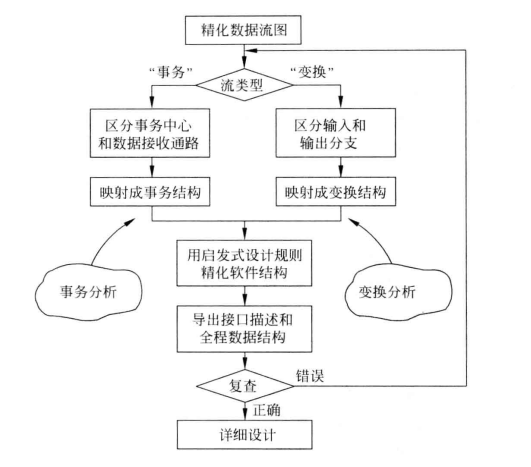 精化数据流图
“事务”
“变换”
流类型
区分事务中心
和数据接收通路
区分输入和
输出分支
映射成事务结构
映射成变换结构
用启发式设计规则
精化软件结构
事务分析
变换分析
导出接口描述和
全程数据结构
复查
错误
正确
详细设计